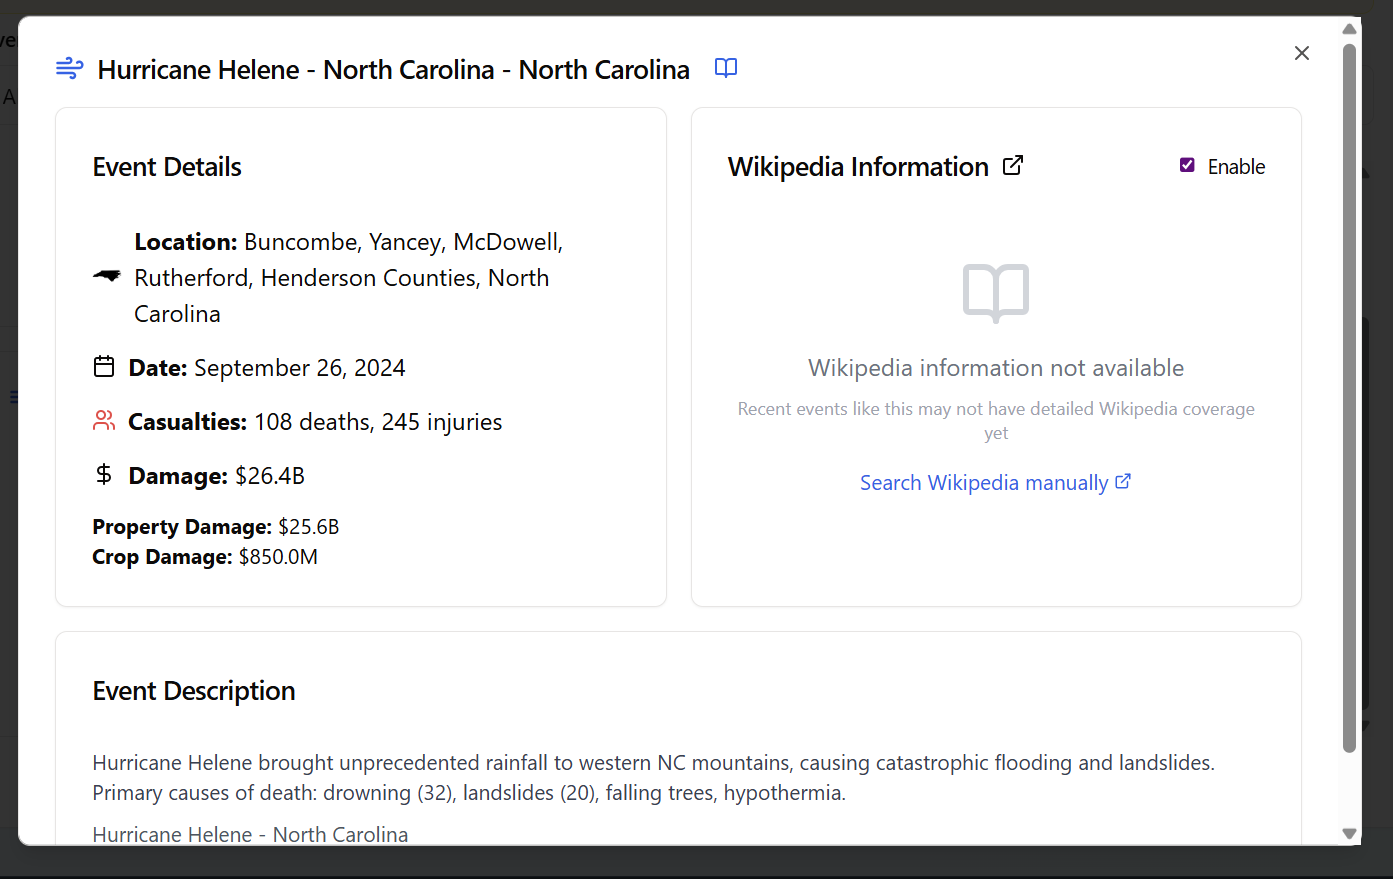 Hurricane Helene - North Carolina - North Carolina
Event Details
Location: Buncombe, Yancey, McDowell,
Rutherford, Henderson Counties, North
Carolina
Date: September 26, 2024
Casualties: 108 deaths, 245 injuries
Damage: $26.4B
Property Damage: $25.6B
Crop Damage: $850.0M
Wikipedia Information
Enable
Wikipedia information not available
Recent events like this may not have detailed Wikipedia coverage
yet
Search Wikipedia manually
Event Description
Hurricane Helene brought unprecedented rainfall to western NC mountains, causing catastrophic flooding and landslides.
Primary causes of death: drowning (32), landslides (20), falling trees, hypothermia.
Hurricane Helene - North Carolina